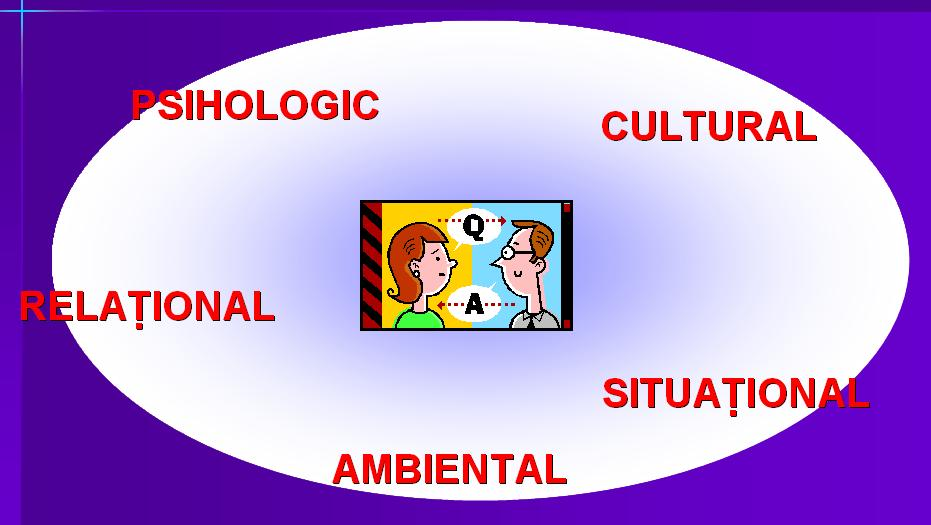 PSIHOLOGIC
CULTURAL
Q
A
RELAȚIONAL
SITUAȚIONAL
AMBIENTAL